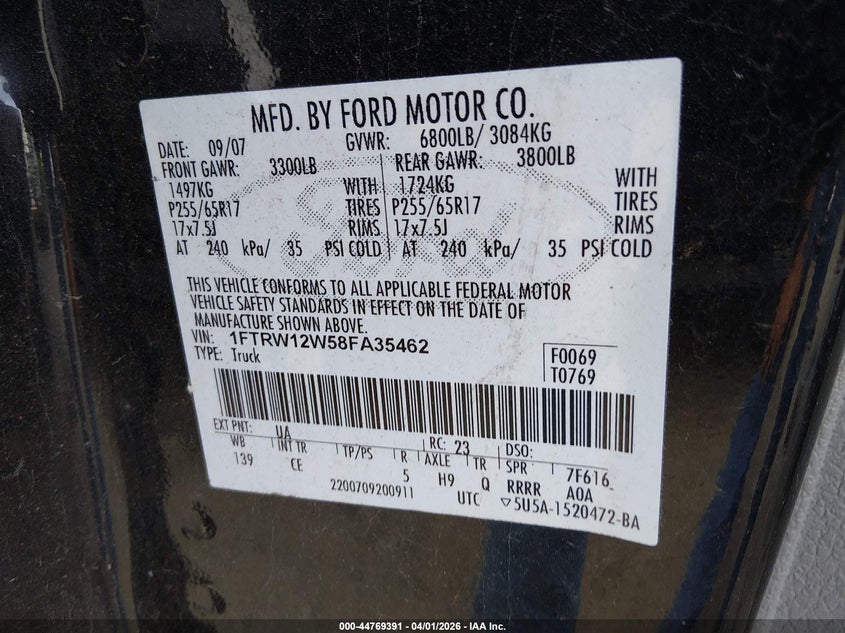 MFD. BY FORD MOTOR CO.
DATE: 09/07 GVWR: 6800LB/ 3084KG
FRONT GAWR: 3300LB REAR GAWR: 3800LB
1497KG WITH 1724KG WITH
P255/65R17 TIRES P255/65R17 TIRES
17x7.5J RIMS 17x7.5J RIMS
AT 240 kPa/ 35 PSI COLD AT 240 kPa/ 35 PSI COLD
THIS VEHICLE CONFORMS TO ALL APPLICABLE FEDERAL MOTOR
VEHICLE SAFETY STANDARDS IN EFFECT ON THE DATE OF
MANUFACTURE SHOWN ABOVE.
VIN: 1FTRW12W58FA35462 F0069
TYPE: Truck T0769
EXT PNT: UA RC: 23 DSO:
WB INT TR TP/PS R AXLE TR SPR 7F616
139 CE 5 H9 Q RRRR AOA
2200709200911 UTC ▽5U5A-1520472-BA
Ford
000-44769391 - 04/01/2026 - IAA Inc.